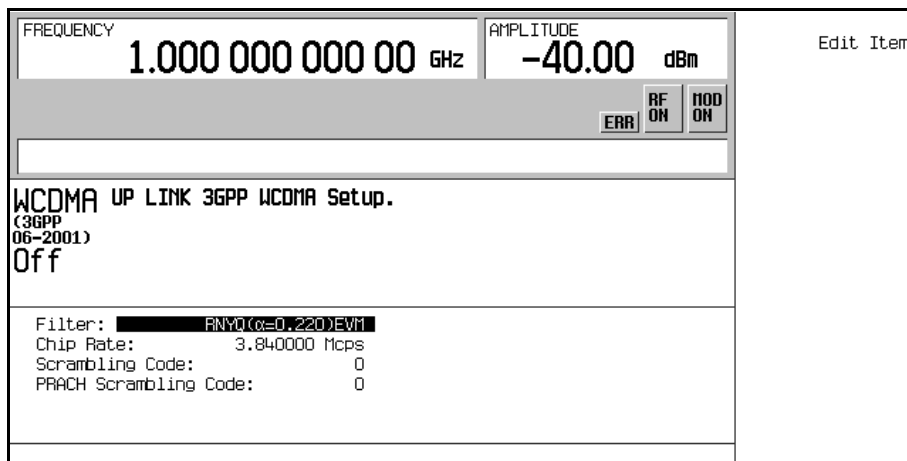 FREQUENCY
1.000 000 000 00 GHz
AMPLITUDE
-40.00 dBm
Edit Item
ERR
RF ON
MOD ON
WCDMA
(3GPP
06-2001)
Off
UP LINK 3GPP WCDMA Setup.
Filter: RNYQ(α=0.220)EVM
Chip Rate: 3.840000 Mcps
Scrambling Code: 0
PRACH Scrambling Code: 0